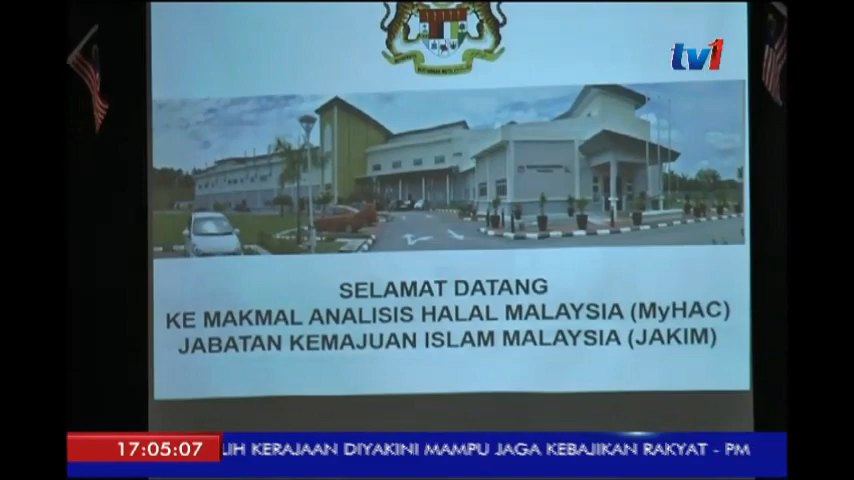 tv1
SELAMAT DATANG
KE MAKMAL ANALISIS HALAL MALAYSIA (MyHAC)
JABATAN KEMAJUAN ISLAM MALAYSIA (JAKIM)
17:05:07
LIH KERAJAAN DIYAKINI MAMPU JAGA KEBAJIKAN RAKYAT - PM